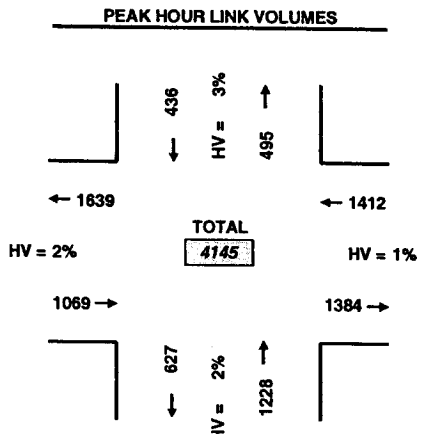 PEAK HOUR LINK VOLUMES
436
HV = 3%
495
← 1639
← 1412
TOTAL
4145
HV = 2%
HV = 1%
1069 →
1384 →
627
HV = 2%
1228